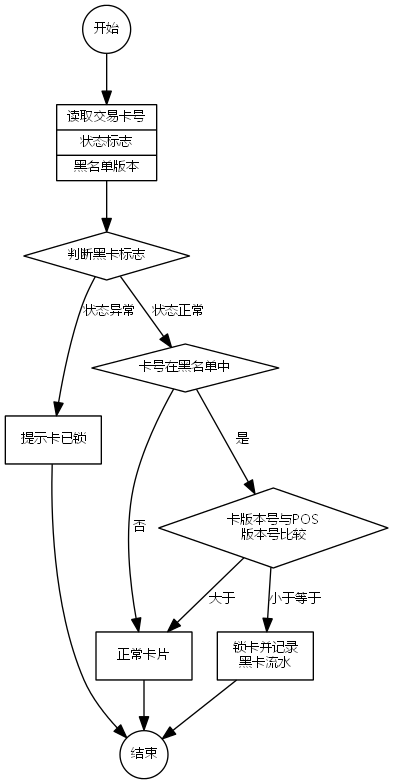 开始
读取交易卡号
状态标志
黑名单版本
判断黑卡标志
状态异常
状态正常
卡号在黑名单中
提示卡已锁
是
卡版本号与POS
版本号比较
否
大于
小于等于
正常卡片
锁卡并记录
黑卡流水
结束